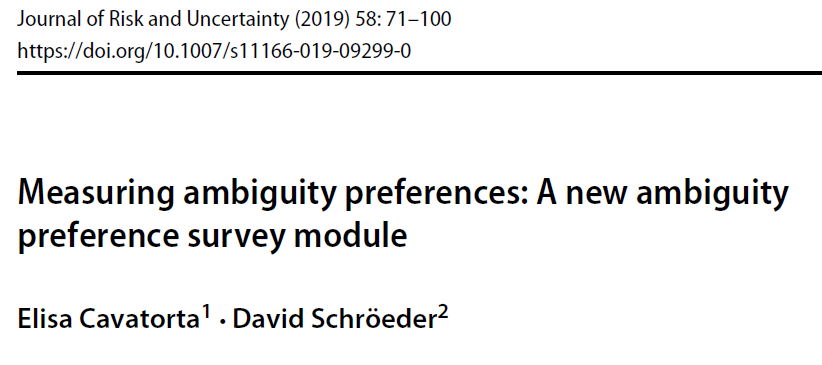 Journal of Risk and Uncertainty (2019) 58: 71–100
https://doi.org/10.1007/s11166-019-09299-0
Measuring ambiguity preferences: A new ambiguity
preference survey module
Elisa Cavatorta1 · David Schröeder2